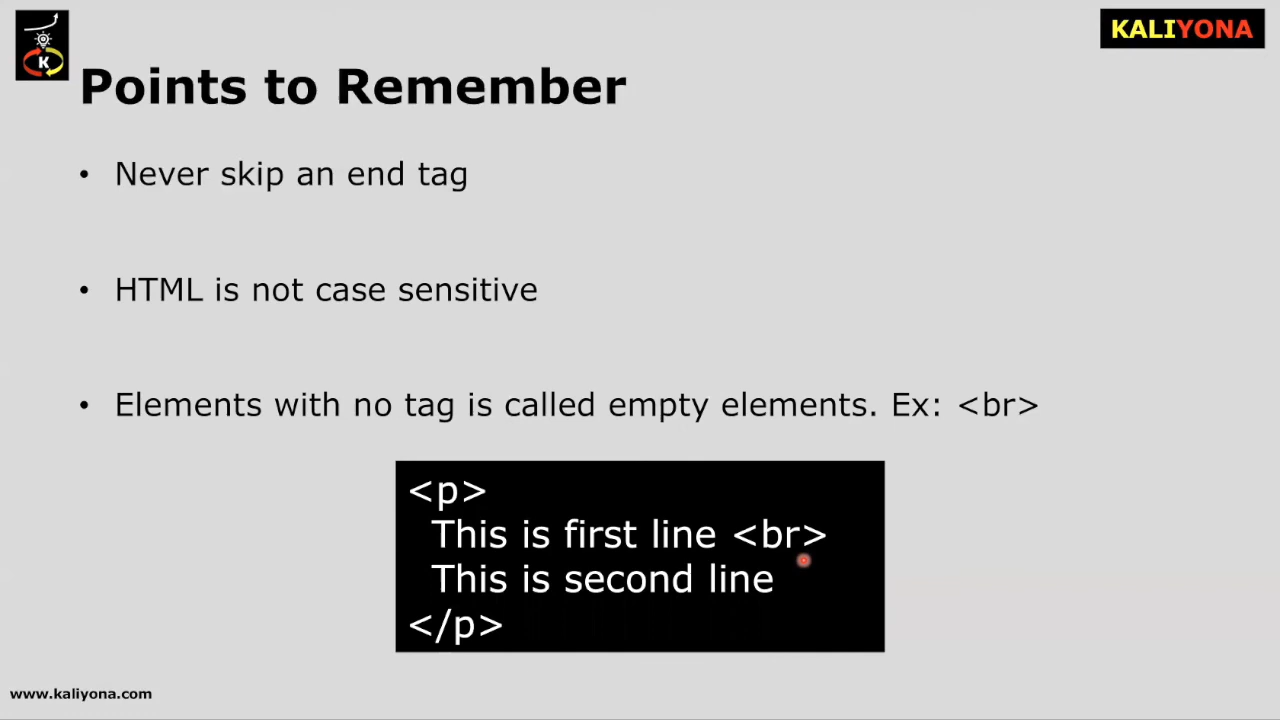 K
KALIYONA
Points to Remember
• Never skip an end tag
• HTML is not case sensitive
• Elements with no tag is called empty elements. Ex: <br>
<p>
This is first line <br>
This is second line
</p>
www.kaliyona.com